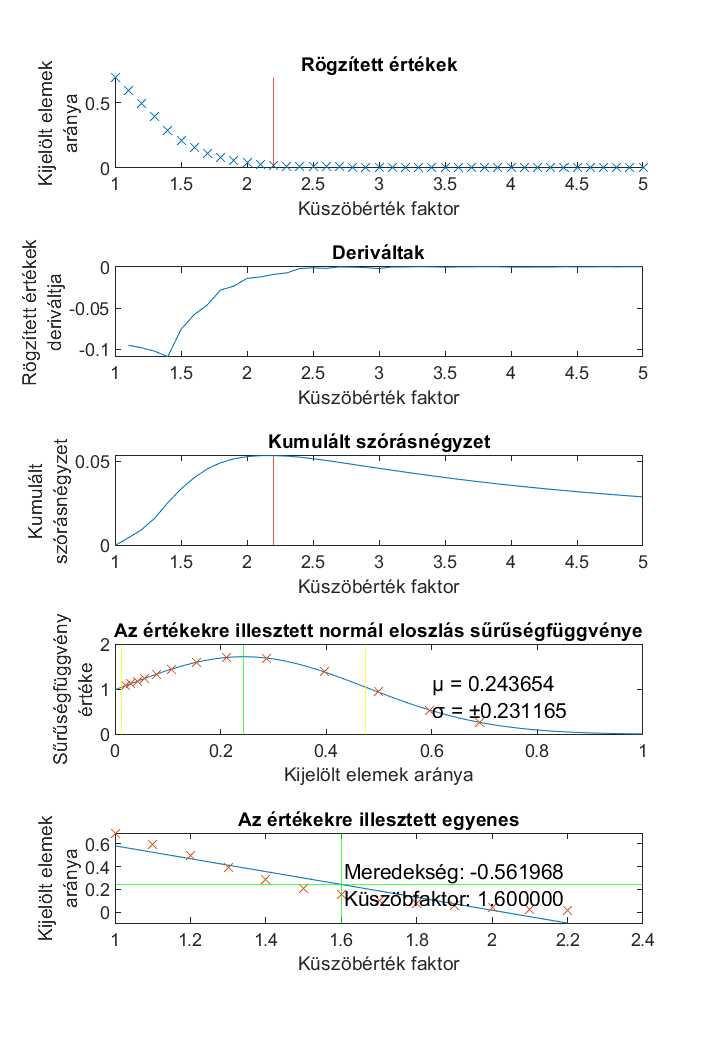 Rögzített értékek
Kijelölt elemek
aránya
0.5
0
1 1.5 2 2.5 3 3.5 4 4.5 5
Küszöbérték faktor
Deriváltak
Rögzített értékek
deriváltja
0
-0.05
-0.1
1 1.5 2 2.5 3 3.5 4 4.5 5
Küszöbérték faktor
Kumulált szórásnégyzet
Kumulált
szórásnégyzet
0.05
0
1 1.5 2 2.5 3 3.5 4 4.5 5
Küszöbérték faktor
Az értékekre illesztett normál eloszlás sűrűségfüggvénye
Sűrűségfüggvény
értéke
2
1
0
μ = 0.243654
σ = ±0.231165
0 0.2 0.4 0.6 0.8 1
Kijelölt elemek aránya
Az értékekre illesztett egyenes
Kijelölt elemek
aránya
0.6
0.4
0.2
0
Meredekség: -0.561968
Küszöbfaktor: 1.600000
1 1.2 1.4 1.6 1.8 2 2.2 2.4
Küszöbérték faktor